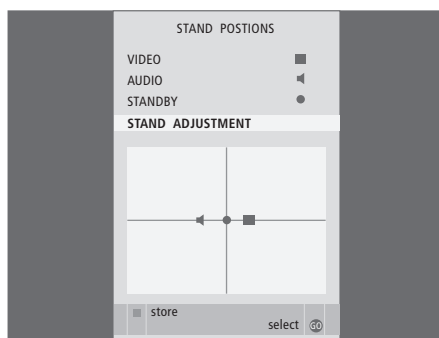 STAND POSTIONS
VIDEO
AUDIO
STANDBY
STAND ADJUSTMENT
store
select GO